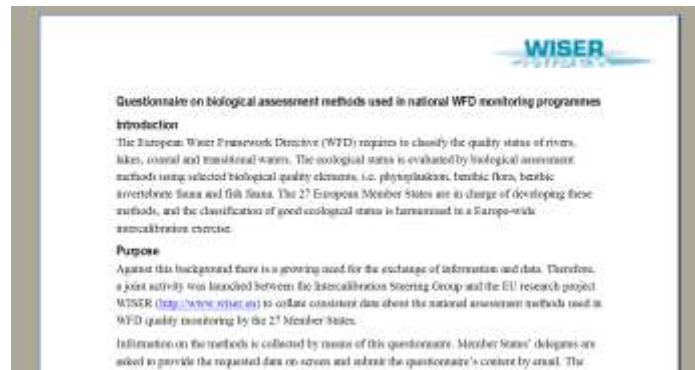 WISER
Questionnaire on biological assessment methods used in national WFD monitoring programmes
Introduction
The European Water Framework Directive (WFD) requires to classify the quality status of rivers,
lakes, coastal and transitional waters. The ecological status is evaluated by biological assessment
methods using selected biological quality elements, i.e. phytoplankton, benthic flora, benthic
invertebrate fauna and fish fauna. The 27 European Member States are in charge of developing these
methods, and the classification of good ecological status is harmonised in a Europe-wide
intercalibration exercise.
Purpose
Against this background there is a growing need for the exchange of information and data. Therefore,
a joint activity was launched between the Intercalibration Steering Group and the EU research project
WISER (http://www.wiser.eu) to collate consistent data about the national assessment methods used in
WFD quality monitoring by the 27 Member States.
Information on the methods is collected by means of this questionnaire. Member States' delegates are
asked to provide the requested data on screen and submit the questionnaire's content by email. The